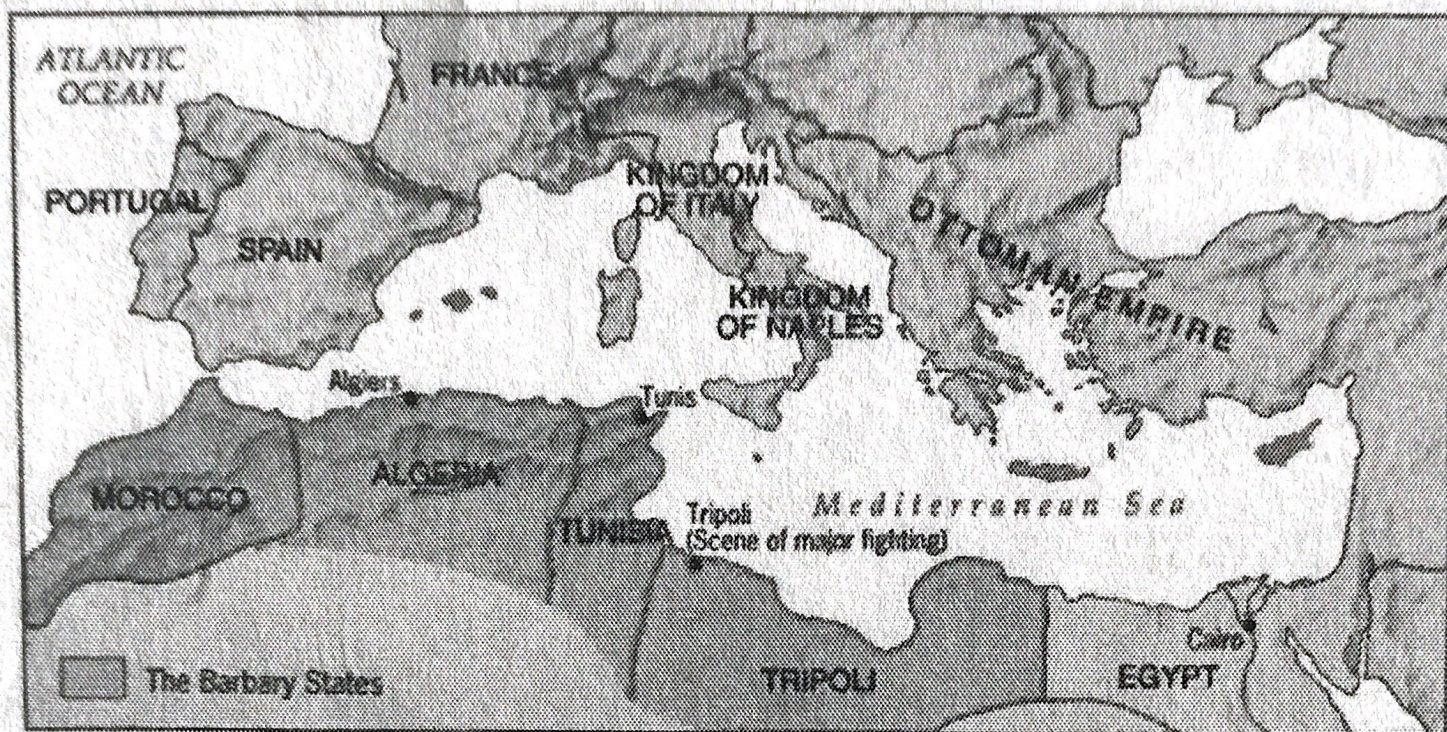 ATLANTIC
OCEAN
FRANCE
PORTUGAL
SPAIN
KINGDOM
OF ITALY
OTTOMAN EMPIRE
KINGDOM
OF NAPLES
Algiers
Tunis
MOROCCO
ALGERIA
TUNISIA
Tripoli
(Scene of major fighting)
Mediterranean Sea
Cairo
TRIPOLI
EGYPT
The Barbary States